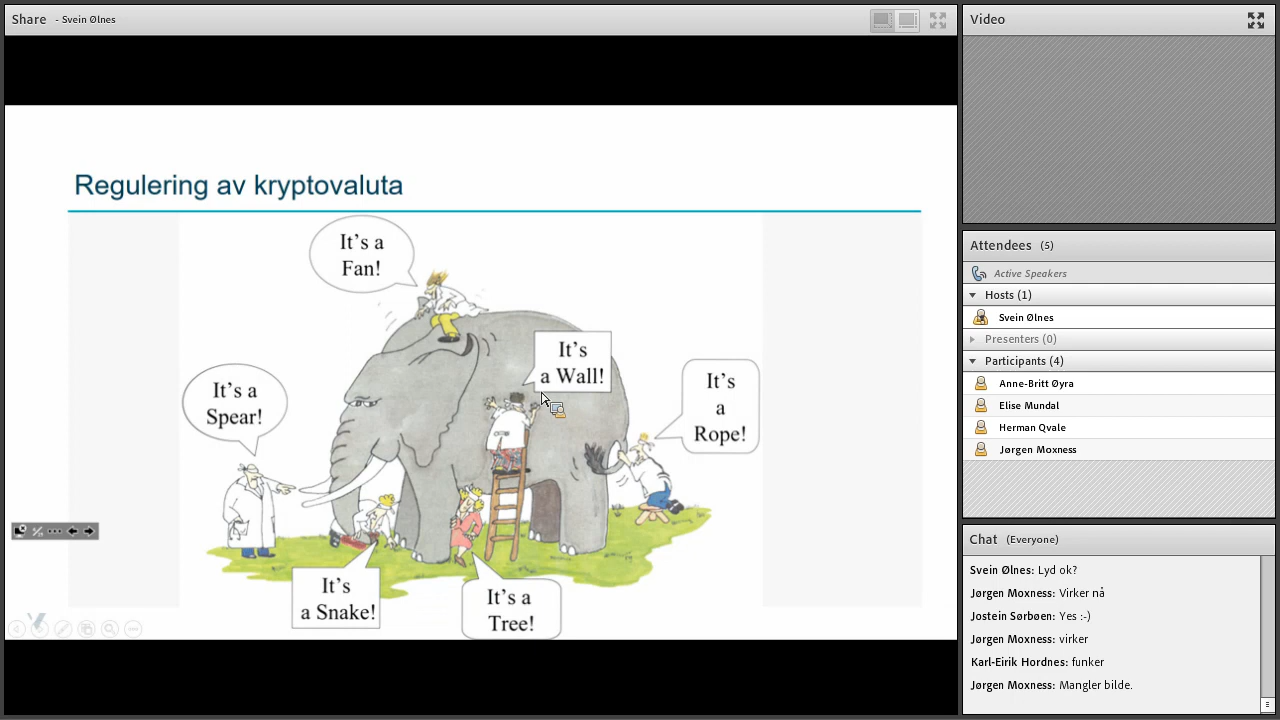 Share - Svein Ølnes
Regulering av kryptovaluta
It's a
Fan!
It's
a Wall!
It's a
Spear!
It's
a
Rope!
It's
a Snake!
It's a
Tree!
Video
Attendees (5)
Active Speakers
Hosts (1)
Svein Ølnes
Presenters (0)
Participants (4)
Anne-Britt Øyra
Elise Mundal
Herman Qvale
Jørgen Moxness
Chat (Everyone)
Svein Ølnes: Lyd ok?
Jørgen Moxness: Virker nå
Jostein Sørbøen: Yes :-)
Jørgen Moxness: virker
Karl-Eirik Hordnes: funker
Jørgen Moxness: Mangler bilde.